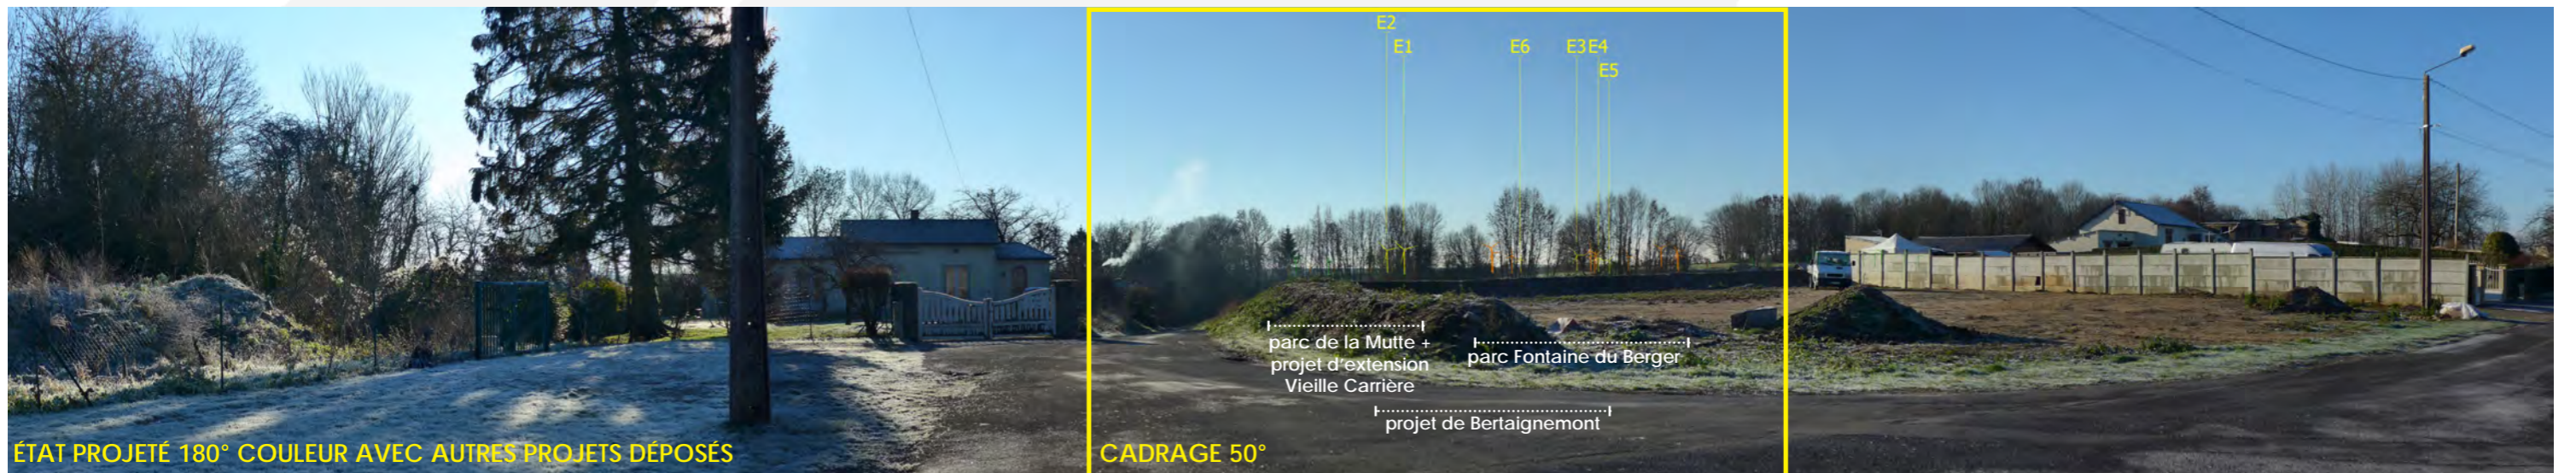 E2
E1
E6
E3 E4
E5
parc de la Mutte +
projet d'extension
Vieille Carrière
parc Fontaine du Berger
projet de Bertaignemont
ÉTAT PROJETÉ 180° COULEUR AVEC AUTRES PROJETS DÉPOSÉS
CADRAGE 50°